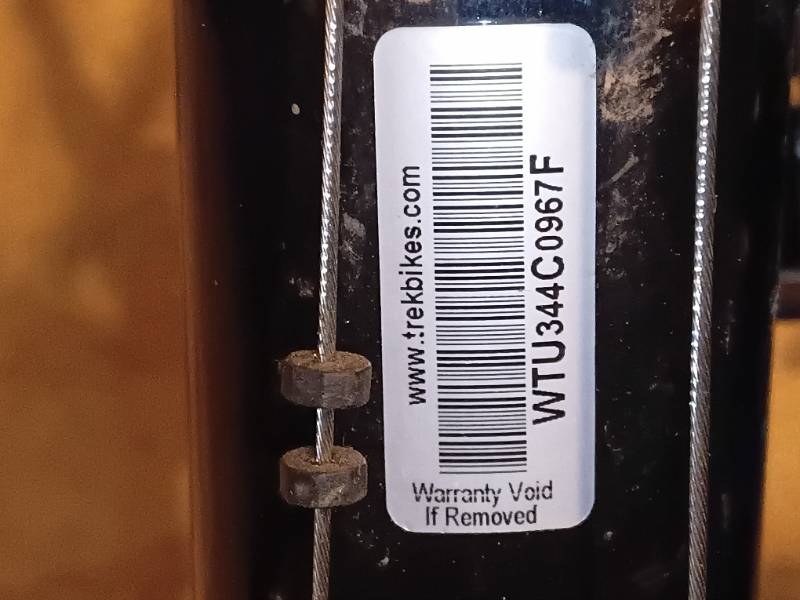 www.trekbikes.com
WTU344C0967F
Warranty Void
If Removed